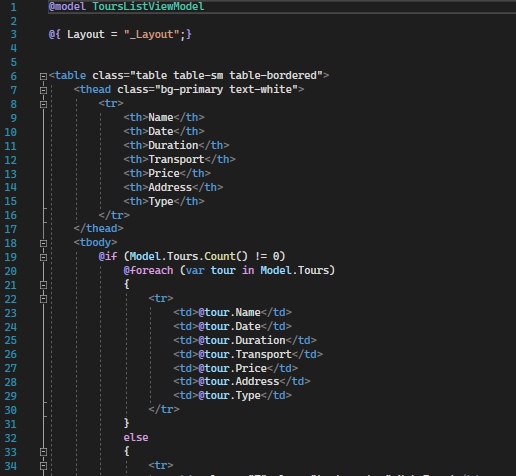 1 @model ToursListViewModel
2
3 @{ Layout = "_Layout";}
4
5
6 <table class="table table-sm table-bordered">
7 <thead class="bg-primary text-white">
8 <tr>
9 <th>Name</th>
10 <th>Date</th>
11 <th>Duration</th>
12 <th>Transport</th>
13 <th>Price</th>
14 <th>Address</th>
15 <th>Type</th>
16 </tr>
17 </thead>
18 <tbody>
19 @if (Model.Tours.Count() != 0)
20 @foreach (var tour in Model.Tours)
21 {
22 <tr>
23 <td>@tour.Name</td>
24 <td>@tour.Date</td>
25 <td>@tour.Duration</td>
26 <td>@tour.Transport</td>
27 <td>@tour.Price</td>
28 <td>@tour.Address</td>
29 <td>@tour.Type</td>
30 </tr>
31 }
32 else
33 {
34 <tr>